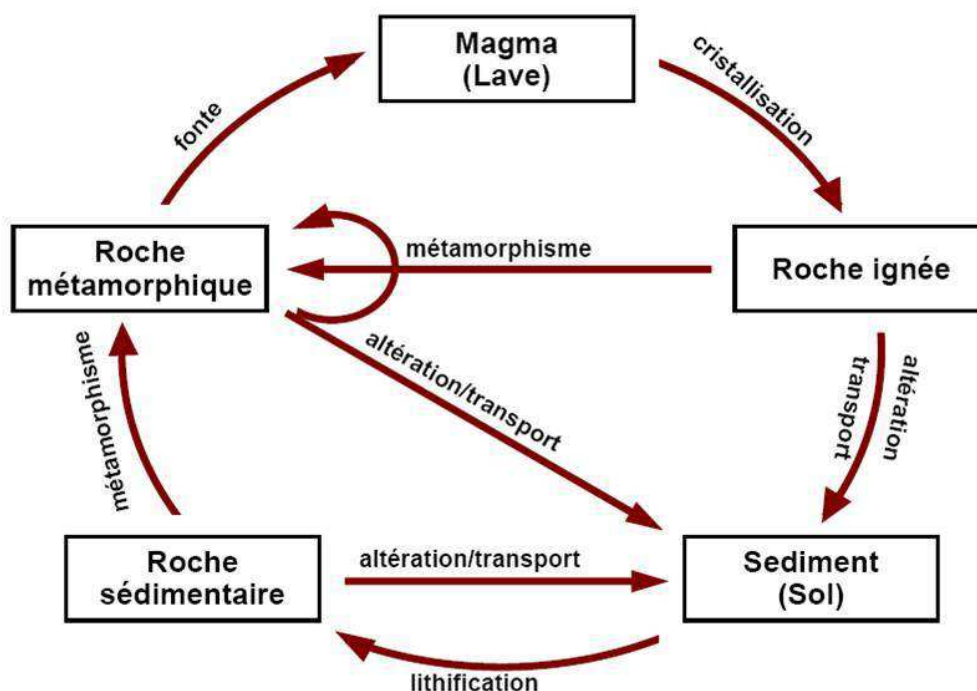 Magma
(Lave)
cristallisation
fonte
Roche
métamorphique
métamorphisme
Roche ignée
altération/transport
altération
transport
métamorphisme
Roche
sédimentaire
altération/transport
Sediment
(Sol)
lithification